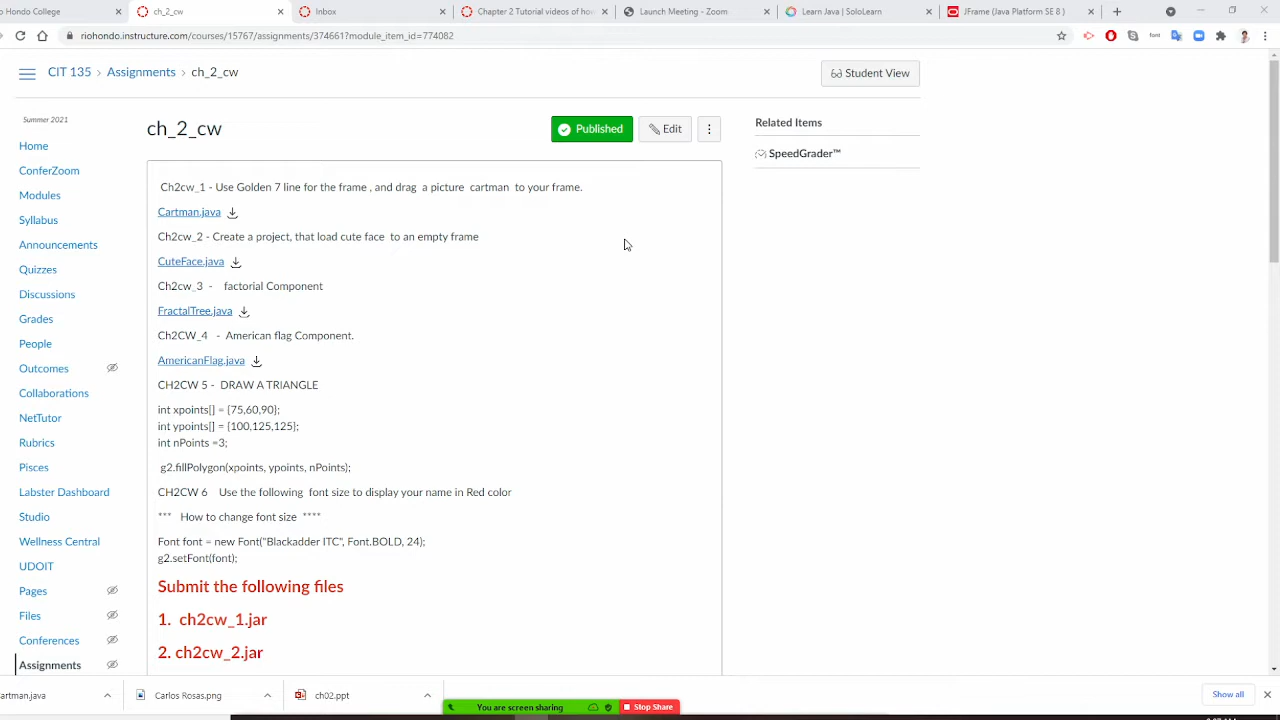 o Hondo College
ch_2_cw
Inbox
Chapter 2 Tutorial videos of how
Launch Meeting - Zoom
Learn Java | SoloLearn
JFrame (Java Platform SE 8 )
riohondo.instructure.com/courses/15767/assignments/374661?module_item_id=774082
CIT 135 › Assignments › ch_2_cw
Student View
Summer 2021
Home
ConferZoom
Modules
Syllabus
Announcements
Quizzes
Discussions
Grades
People
Outcomes
Collaborations
NetTutor
Rubrics
Pisces
Labster Dashboard
Studio
Wellness Central
UDOIT
Pages
Files
Conferences
Assignments
ch_2_cw
Published
Edit
Ch2cw_1 - Use Golden 7 line for the frame , and drag a picture cartman to your frame.
Cartman.java
Ch2cw_2 - Create a project, that load cute face to an empty frame
CuteFace.java
Ch2cw_3 - factorial Component
FractalTree.java
Ch2CW_4 - American flag Component.
AmericanFlag.java
CH2CW 5 - DRAW A TRIANGLE
int xpoints[] = {75,60,90};
int ypoints[] = {100,125,125};
int nPoints =3;
g2.fillPolygon(xpoints, ypoints, nPoints);
CH2CW 6 Use the following font size to display your name in Red color
*** How to change font size ****
Font font = new Font("Blackadder ITC", Font.BOLD, 24);
g2.setFont(font);
Submit the following files
1. ch2cw_1.jar
2. ch2cw_2.jar
Related Items
SpeedGrader™
artman.java
Carlos Rosas.png
ch02.ppt
Show all
You are screen sharing
Stop Share